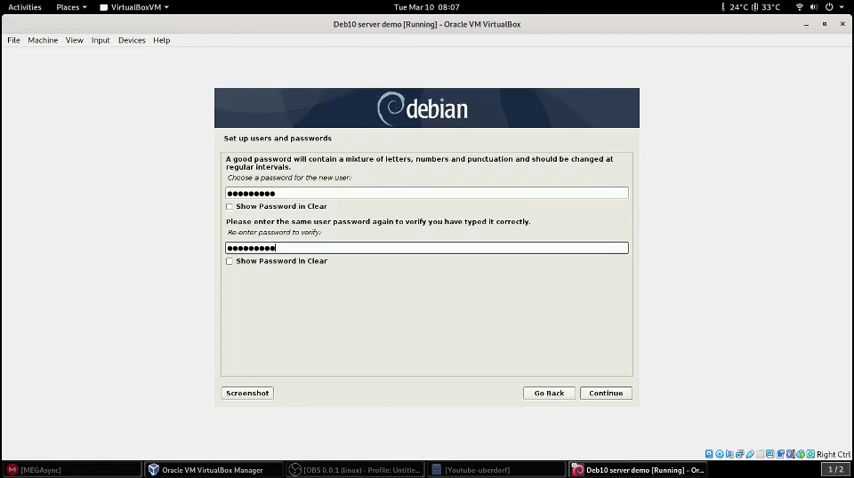 Activities Places VirtualBoxVM Tue Mar 10 08:07 24°C 33°C
Deb10 server demo [Running] - Oracle VM VirtualBox
File Machine View Input Devices Help
debian
Set up users and passwords
A good password will contain a mixture of letters, numbers and punctuation and should be changed at
regular intervals.
Choose a password for the new user:
●●●●●●●●●
Show Password in Clear
Please enter the same user password again to verify you have typed it correctly.
Re-enter password to verify:
●●●●●●●●●
Show Password in Clear
Screenshot Go Back Continue
Right Ctrl
[MEGAsync] Oracle VM VirtualBox Manager [OBS 0.0.1 (linux) - Profile: Untitle... [Youtube-uberdorf] Deb10 server demo [Running] - Or... 1 / 2